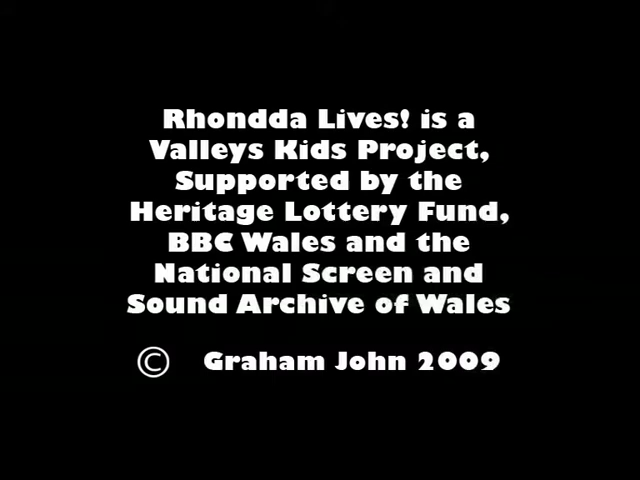 Rhondda Lives! is a
Valleys Kids Project,
Supported by the
Heritage Lottery Fund,
BBC Wales and the
National Screen and
Sound Archive of Wales
© Graham John 2009